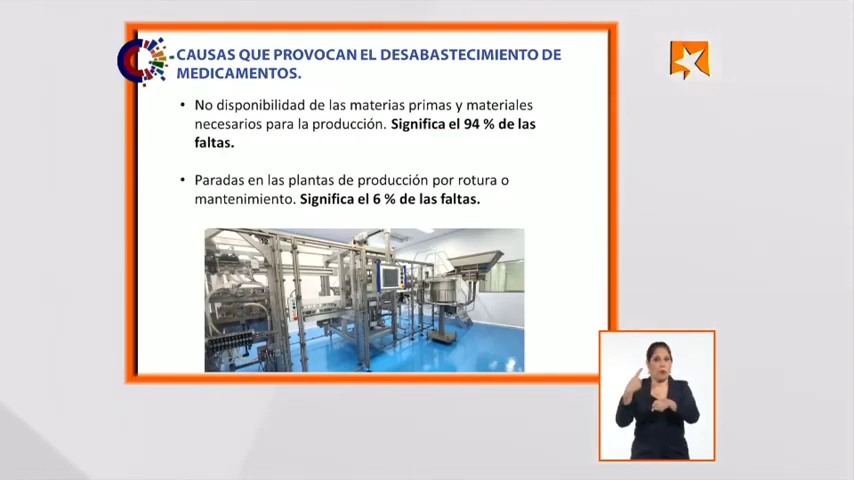 CAUSAS QUE PROVOCAN EL DESABASTECIMIENTO DE
MEDICAMENTOS.
• No disponibilidad de las materias primas y materiales
necesarios para la producción. Significa el 94 % de las
faltas.
• Paradas en las plantas de producción por rotura o
mantenimiento. Significa el 6 % de las faltas.